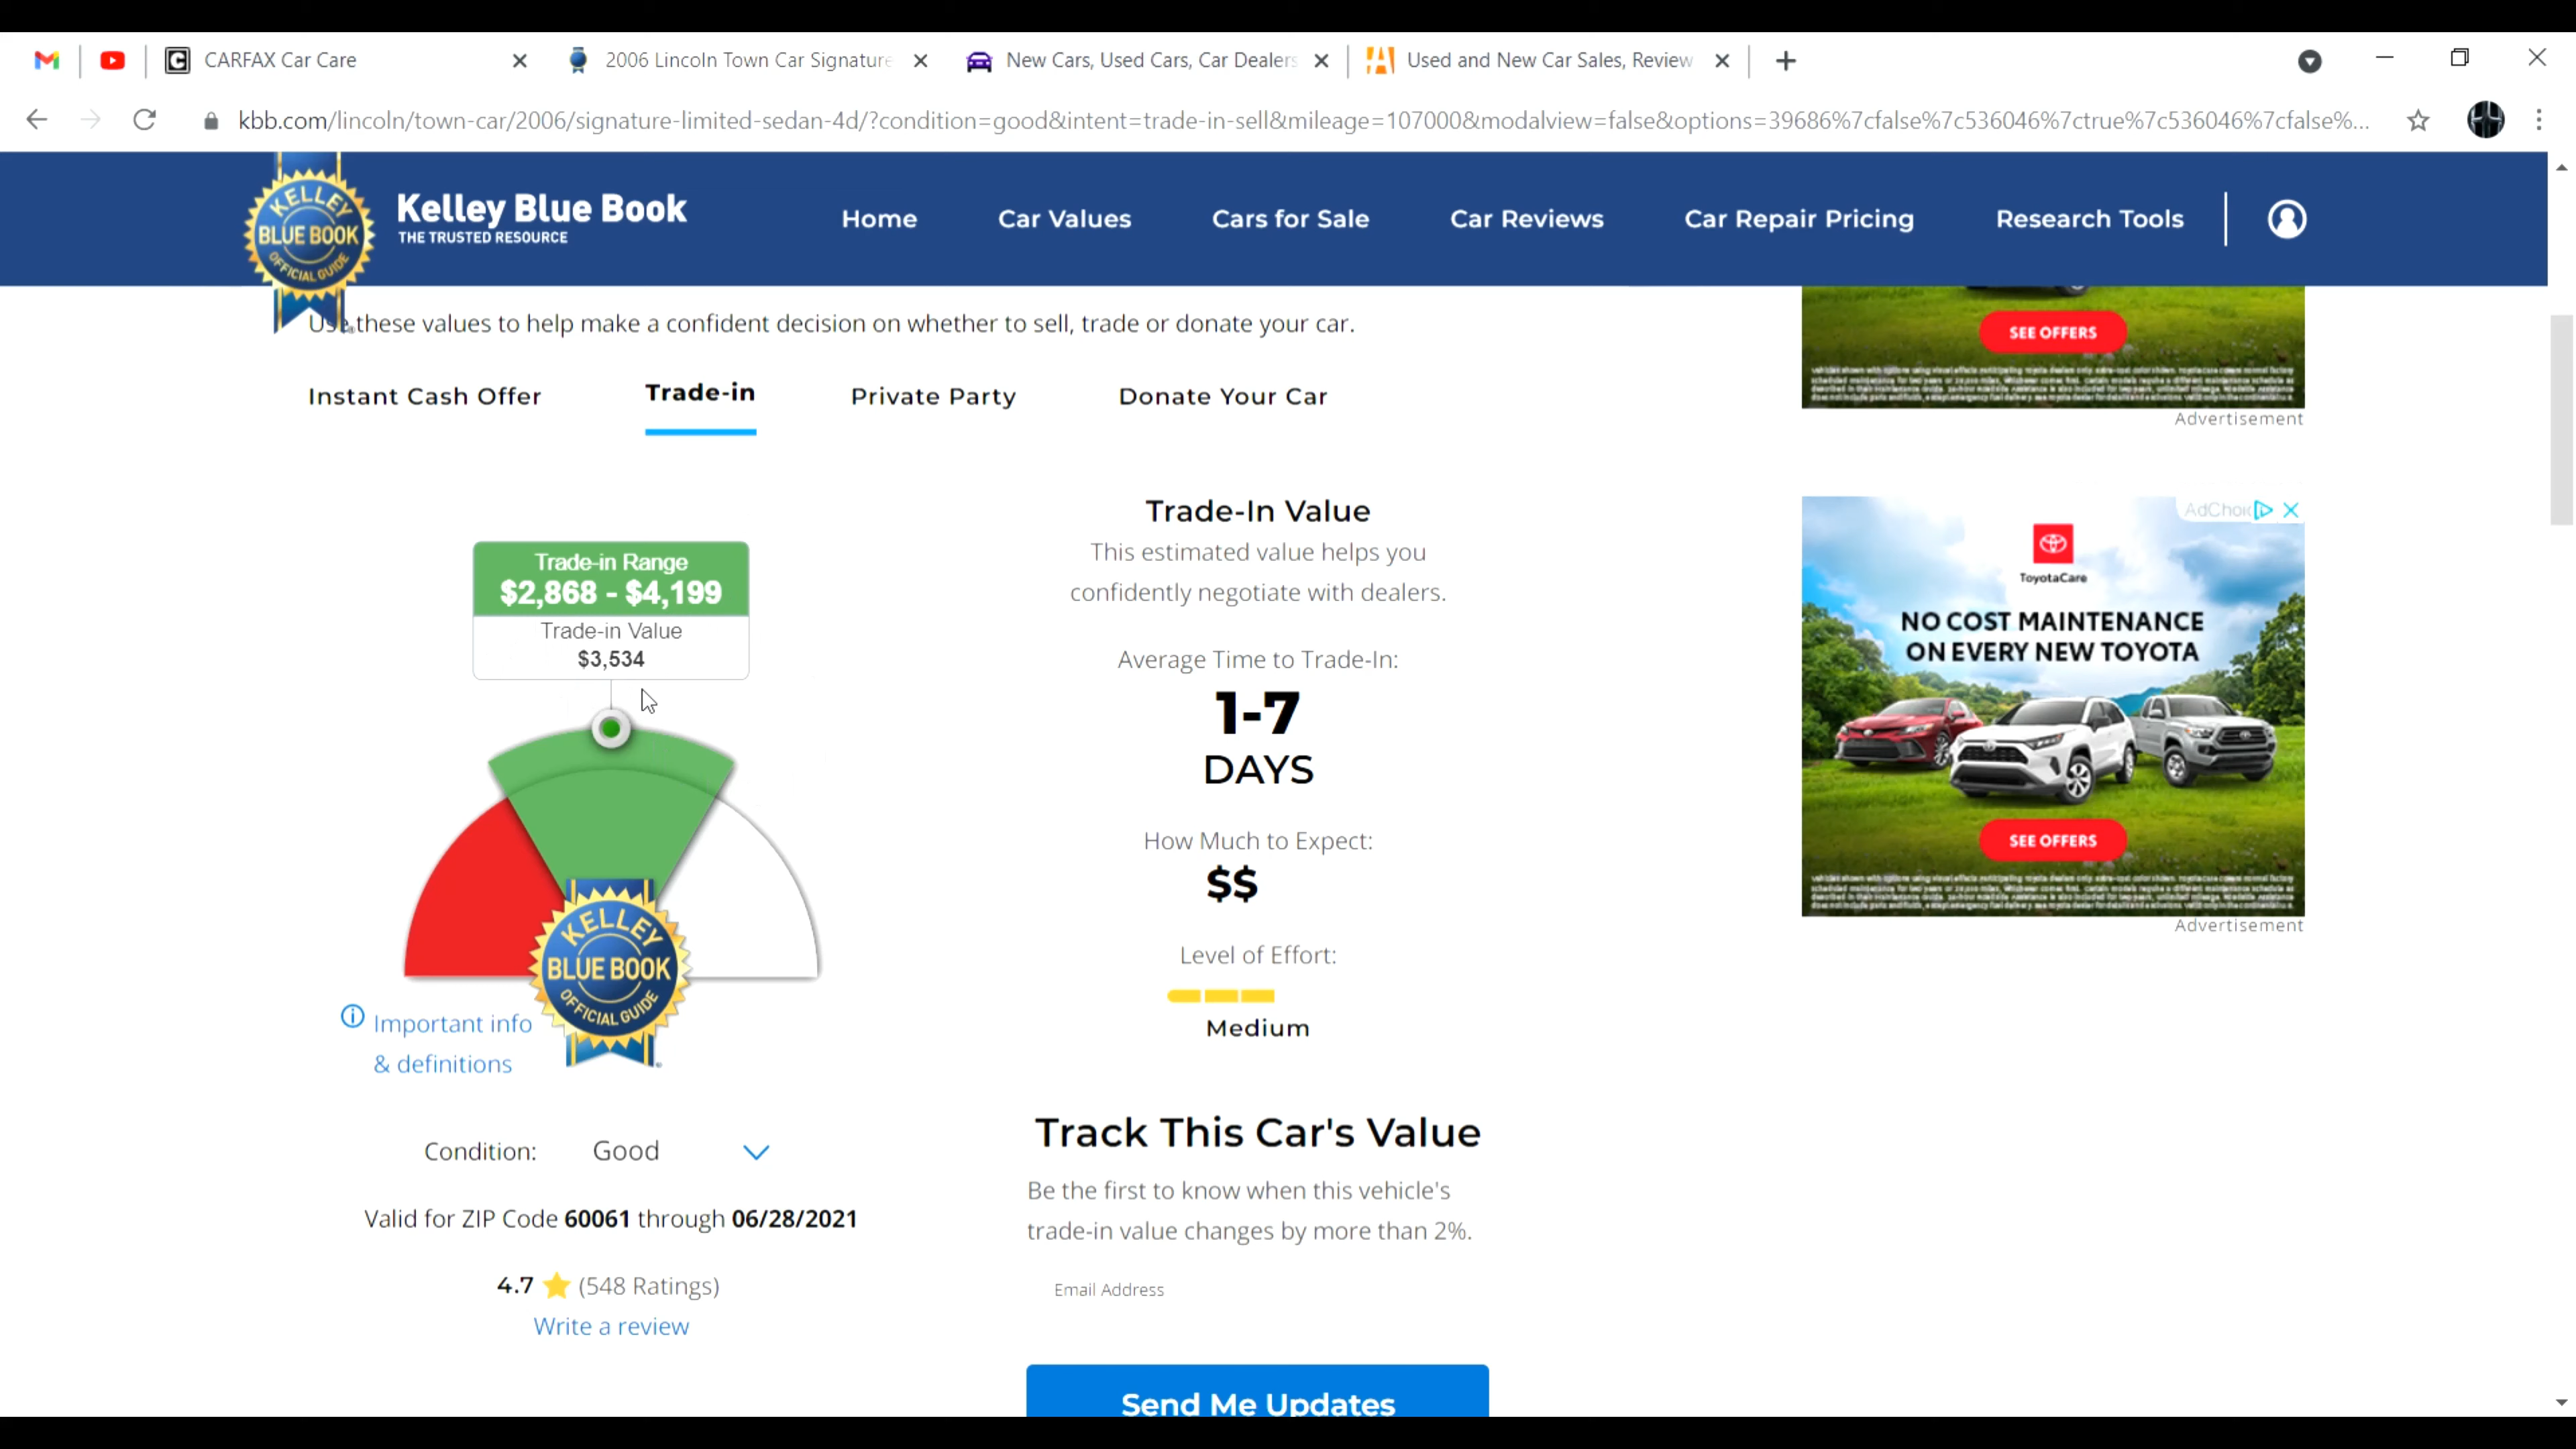 CARFAX Car Care
2006 Lincoln Town Car Signature
New Cars, Used Cars, Car Dealers
Used and New Car Sales, Review
kbb.com/lincoln/town-car/2006/signature-limited-sedan-4d/?condition=good&intent=trade-in-sell&mileage=107000&modalview=false&options=39686%7cfalse%7c536046%7ctrue%7c536046%7cfalse%...
KELLEY
BLUE BOOK
OFFICIAL GUIDE
Kelley Blue Book
THE TRUSTED RESOURCE
Home
Car Values
Cars for Sale
Car Reviews
Car Repair Pricing
Research Tools
Use these values to help make a confident decision on whether to sell, trade or donate your car.
SEE OFFERS
Advertisement
Instant Cash Offer
Trade-in
Private Party
Donate Your Car
Trade-in Range
$2,868 - $4,199
Trade-in Value
$3,534
KELLEY
BLUE BOOK
OFFICIAL GUIDE
Important info
& definitions
Condition: Good
Valid for ZIP Code 60061 through 06/28/2021
4.7 (548 Ratings)
Write a review
Trade-In Value
This estimated value helps you
confidently negotiate with dealers.
Average Time to Trade-In:
1-7
DAYS
How Much to Expect:
$$
Level of Effort:
Medium
Track This Car's Value
Be the first to know when this vehicle's
trade-in value changes by more than 2%.
Email Address
Send Me Updates
AdChoic
ToyotaCare
NO COST MAINTENANCE
ON EVERY NEW TOYOTA
SEE OFFERS
Advertisement